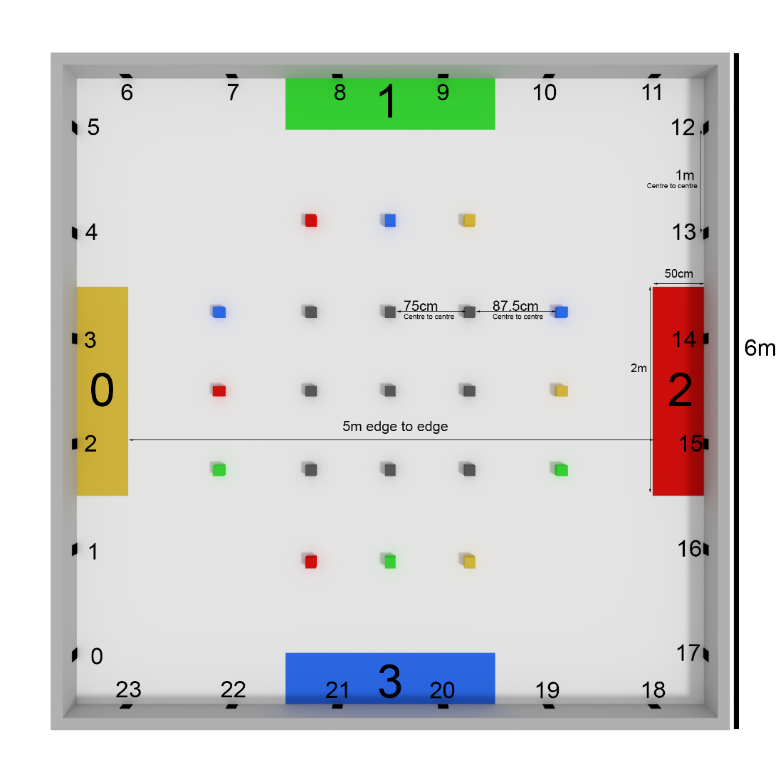 6 7 8 1 9 10 11
5 12
1m
Centre to centre
4 13
50cm
75cm 87.5cm
Centre to centre Centre to centre
3 14
6m
2m
0 2
5m edge to edge
2 15
1 16
0 17
23 22 21 3 20 19 18